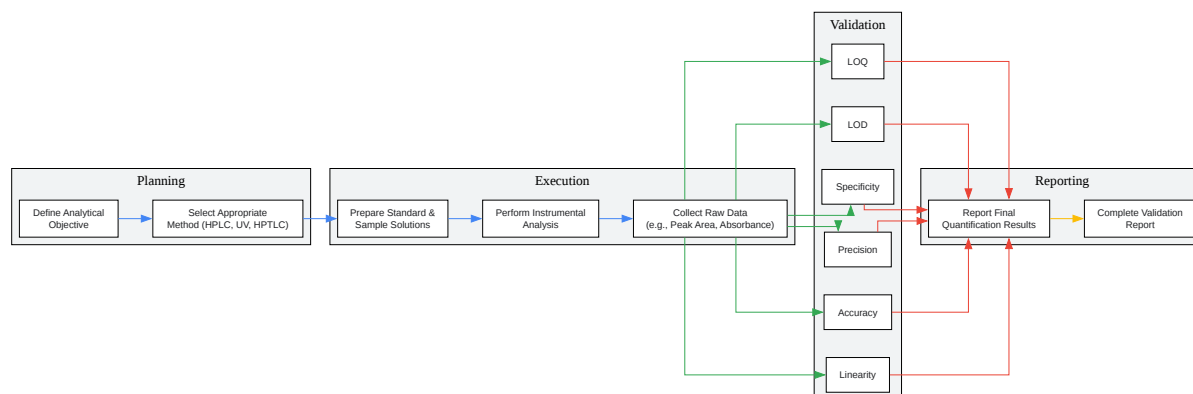 Validation
LOQ
LOD
Planning
Execution
Specificity
Reporting
Define Analytical
Objective
Select Appropriate
Method (HPLC, UV, HPTLC)
Prepare Standard &
Sample Solutions
Perform Instrumental
Analysis
Collect Raw Data
(e.g., Peak Area, Absorbance)
Report Final
Quantification Results
Complete Validation
Report
Precision
Accuracy
Linearity